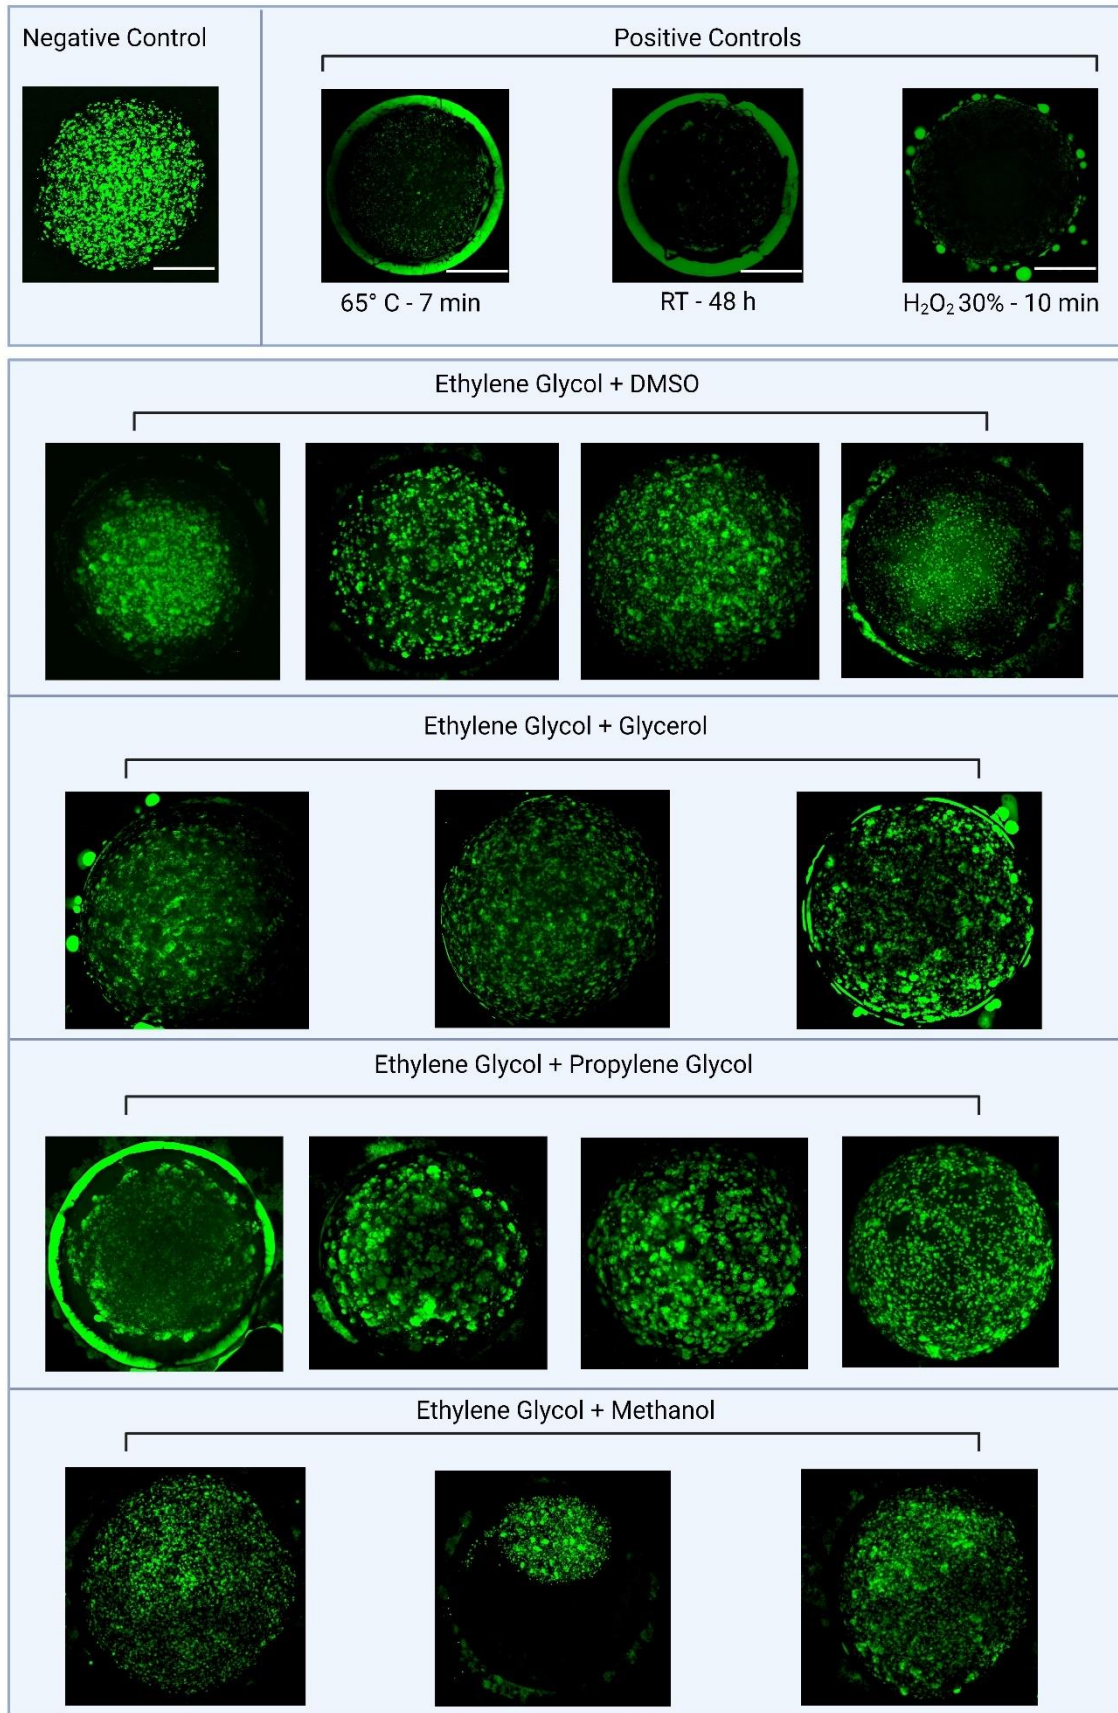 Negative Control
Positive Controls
65° C - 7 min
RT - 48 h
H₂O₂ 30% - 10 min
Ethylene Glycol + DMSO
Ethylene Glycol + Glycerol
Ethylene Glycol + Propylene Glycol
Ethylene Glycol + Methanol